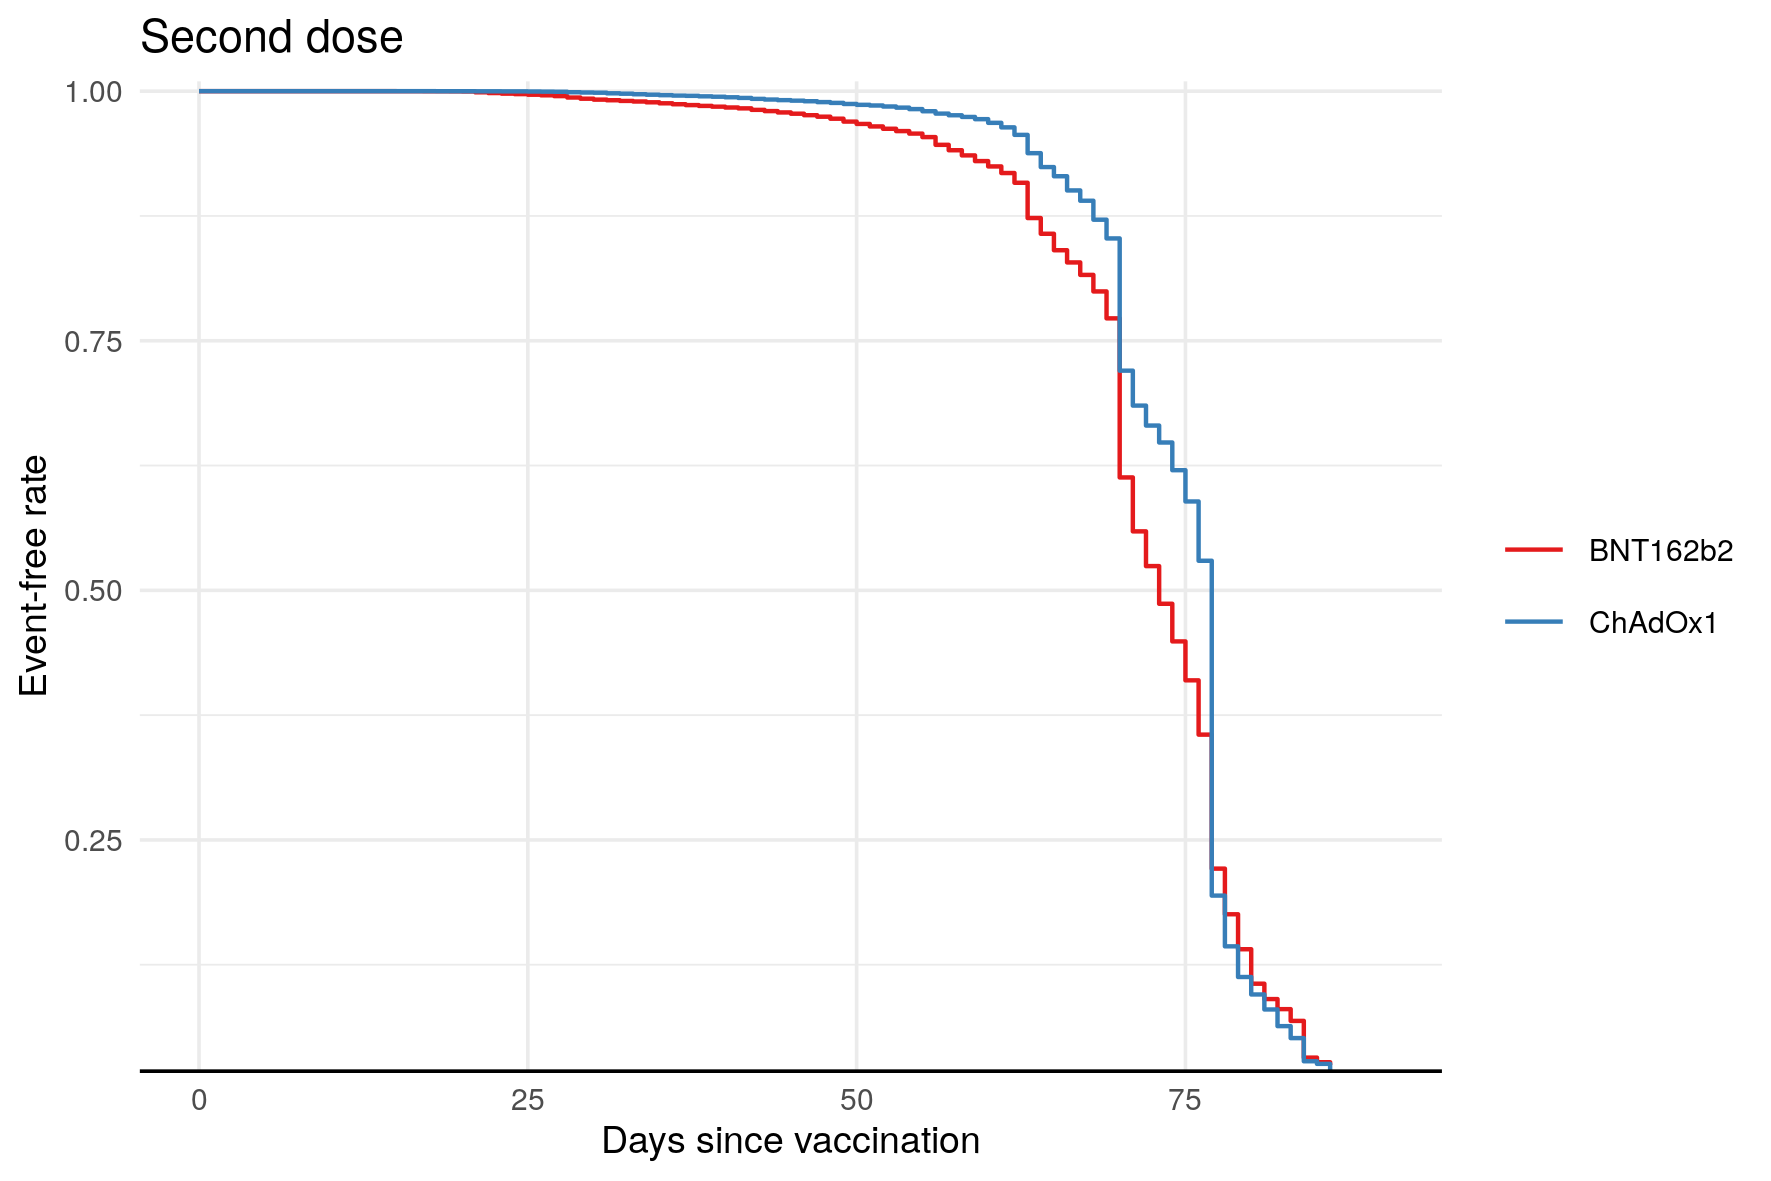 Second dose
1.00
0.75
0.50
0.25
Event-free rate
0
25
50
75
Days since vaccination
BNT162b2
ChAdOx1